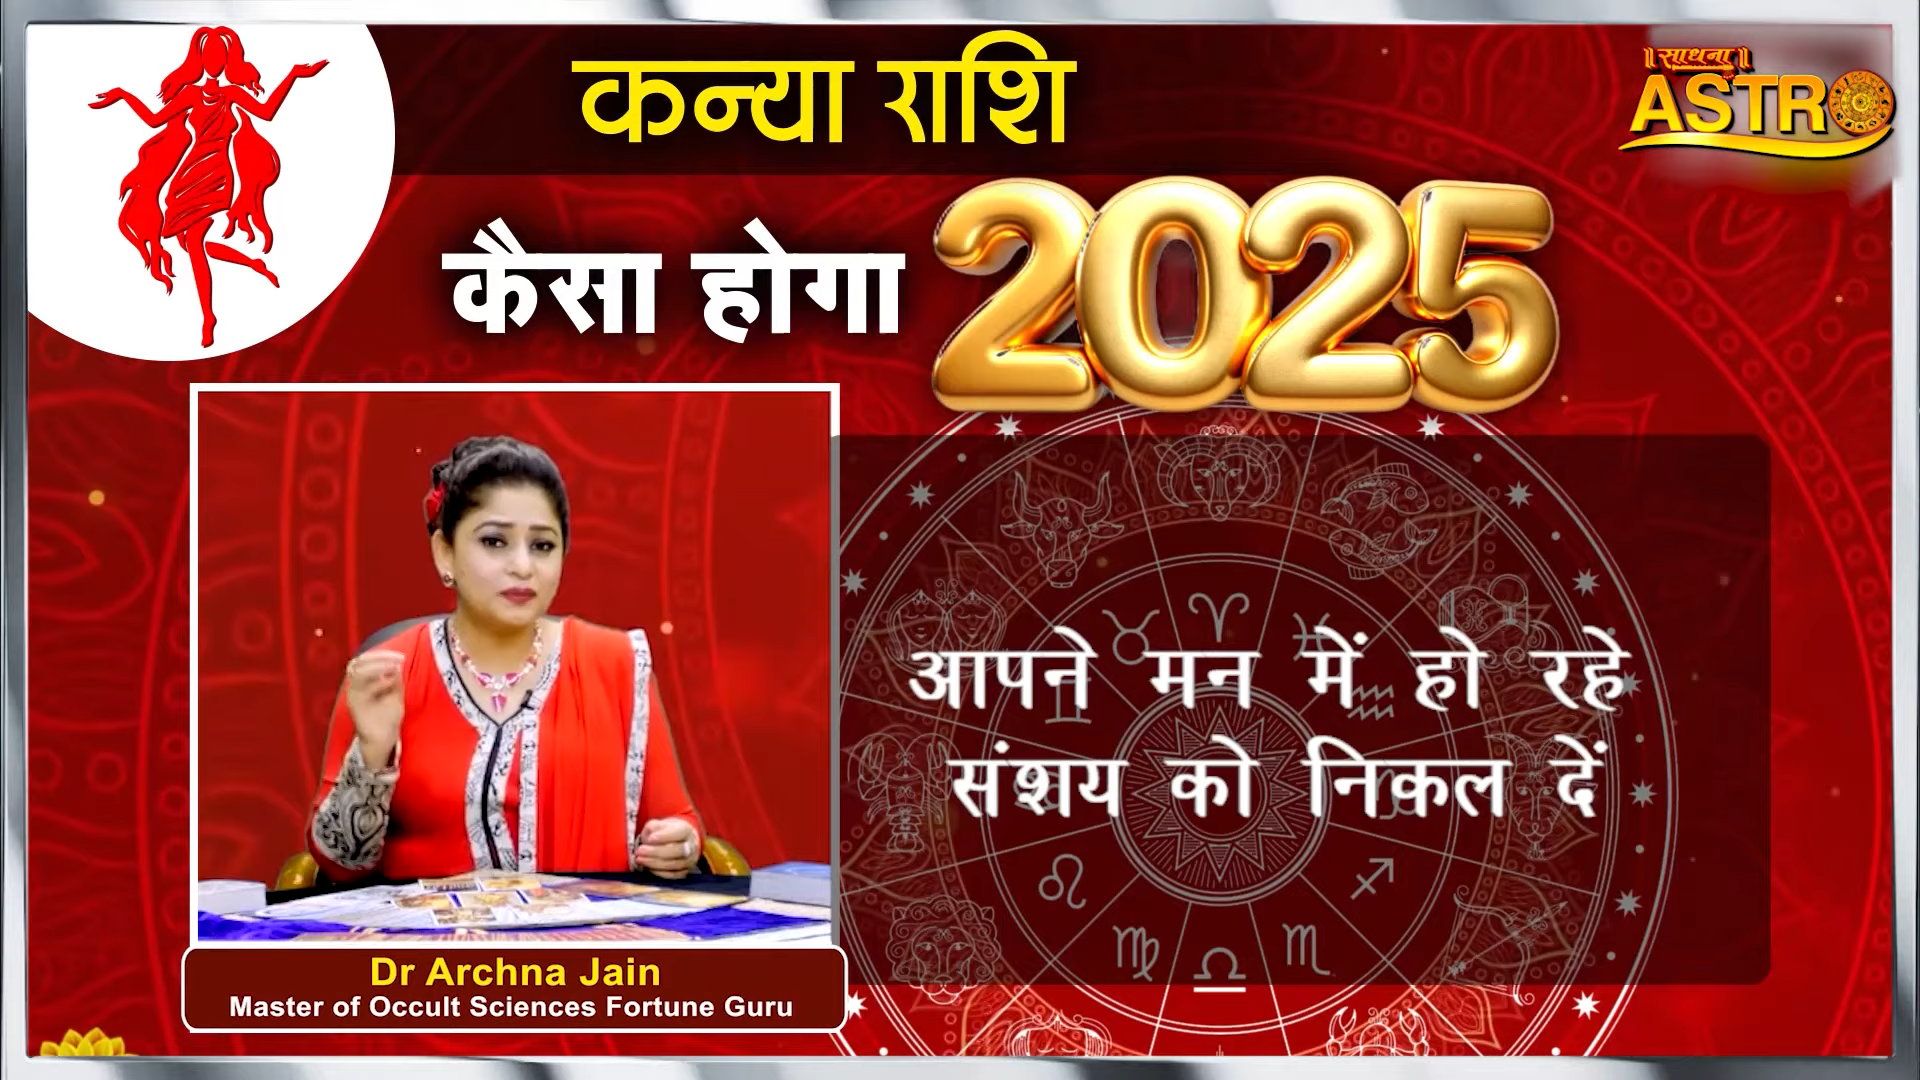 कन्या राशि
॥साधना॥
ASTRO
कैसा होगा 2025
आपने मन में हो रहे
संशय को निकल दें
Dr Archna Jain
Master of Occult Sciences Fortune Guru